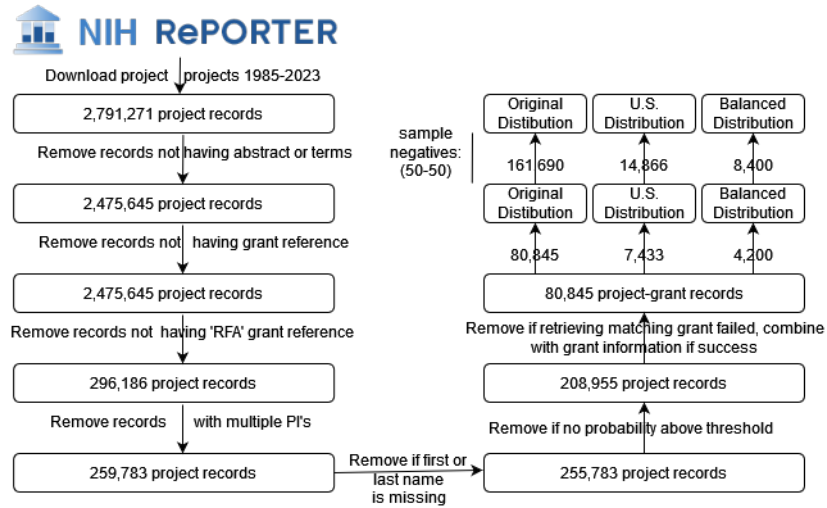 NIH RePORTER
Download project projects 1985-2023
2,791,271 project records
Remove records not having abstract or terms
2,475,645 project records
Remove records not having grant reference
2,475,645 project records
Remove records not having 'RFA' grant reference
296,186 project records
Remove records with multiple PI's
259,783 project records
Remove if first or
last name
is missing
255,783 project records
Remove if no probability above threshold
208,955 project records
Remove if retrieving matching grant failed, combine
with grant information if success
80,845 project-grant records
80,845
7,433
4,200
Original
Distibution
U.S.
Distribution
Balanced
Distribution
sample
negatives:
(50-50)
161,690
14,866
8,400
Original
Distibution
U.S.
Distribution
Balanced
Distribution